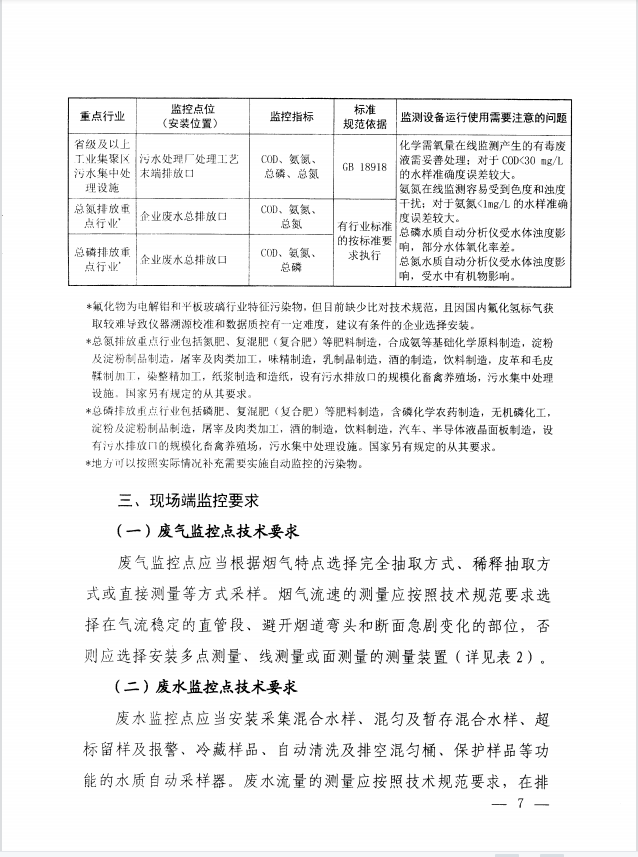 重点行业 监控点位 监控指标 标准 监测设备运行使用需要注意的问题
（安装位置） 规范依据
省级及以上
工业集聚区
污水集中处
理设施
污水处理厂处理工艺
末端排放口
COD、氨氮、
总磷、总氮
GB 18918
总氮排放重
点行业*
企业废水总排放口
COD、氨氮、
总氮
有行业标准
的按标准要
求执行
总磷排放重
点行业*
企业废水总排放口
COD、氨氮、
总磷
化学需氧量在线监测产生的有毒废
液需妥善处理；对于 COD<30 mg/L
的水样准确度误差较大。
氨氮在线监测容易受到色度和浊度
干扰；对于氨氮<1mg/L 的水样准确
度误差较大。
总磷水质自动分析仪受水体浊度影
响，部分水体氧化率差。
总氮水质自动分析仪受水体浊度影
响，受水中有机物影响。
*氟化物为电解铝和平板玻璃行业特征污染物，但目前缺少比对技术规范，且因国内氟化氢标气获
取较难导致仪器溯源校准和数据质控有一定难度，建议有条件的企业选择安装。
*总氮排放重点行业包括氮肥、复混肥（复合肥）等肥料制造，合成氨等基础化学原料制造，淀粉
及淀粉制品制造，屠宰及肉类加工，味精制造，乳制品制造，酒的制造，饮料制造，皮革和毛皮
鞣制加工，染整精加工，纸浆制造和造纸，设有污水排放口的规模化畜禽养殖场，污水集中处理
设施。国家另有规定的从其要求。
*总磷排放重点行业包括磷肥、复混肥（复合肥）等肥料制造，含磷化学农药制造，无机磷化工，
淀粉及淀粉制品制造，屠宰及肉类加工，酒的制造，饮料制造，汽车、半导体液晶面板制造，设
有污水排放口的规模化畜禽养殖场，污水集中处理设施。国家另有规定的从其要求。
*地方可以按照实际情况补充需要实施自动监控的污染物。
三、现场端监控要求
（一）废气监控点技术要求
废气监控点应当根据烟气特点选择完全抽取方式、稀释抽取方
式或直接测量等方式采样。烟气流速的测量应按照技术规范要求选
择在气流稳定的直管段、避开烟道弯头和断面急剧变化的部位，否
则应选择安装多点测量、线测量或面测量的测量装置（详见表 2）。
（二）废水监控点技术要求
废水监控点应当安装采集混合水样、混匀及暂存混合水样、超
标留样及报警、冷藏样品、自动清洗及排空混匀桶、保护样品等功
能的水质自动采样器。废水流量的测量应按照技术规范要求，在排
— 7 —